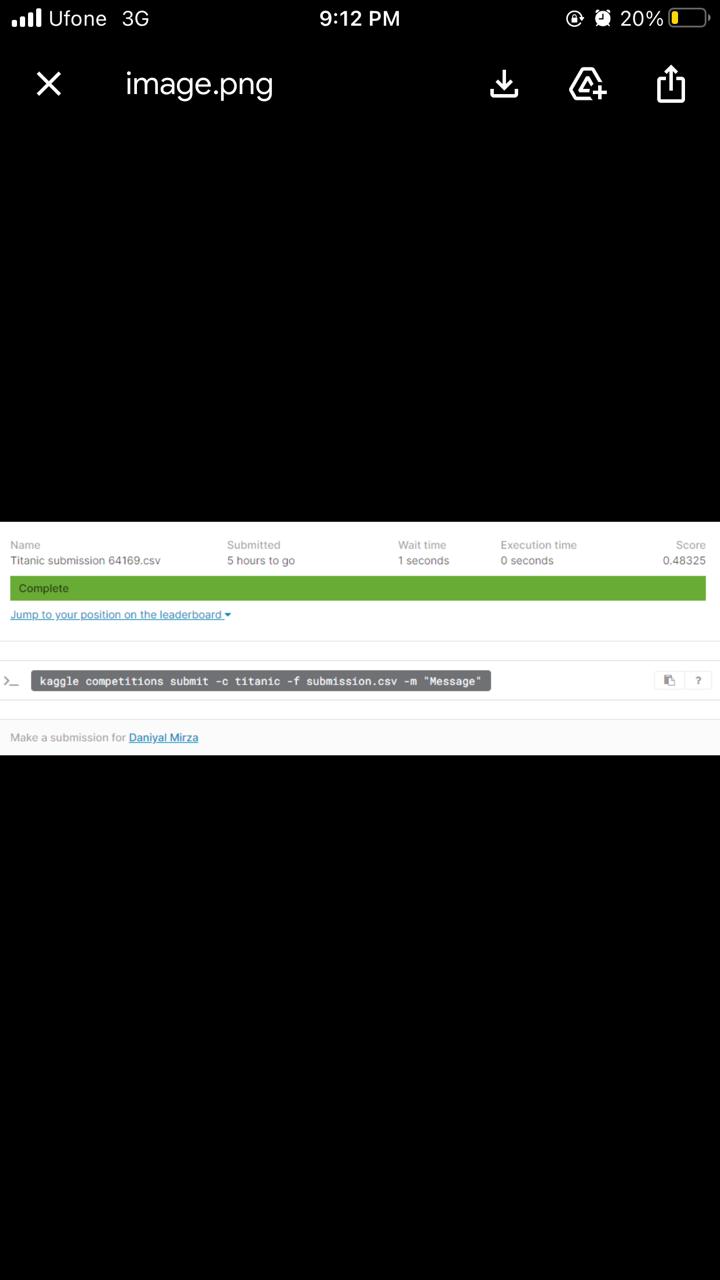 Ufone 3G 9:12 PM 20%
image.png
Name Submitted Wait time Execution time Score
Titanic submission 64169.csv 5 hours to go 1 seconds 0 seconds 0.48325
Complete
Jump to your position on the leaderboard
>_ kaggle competitions submit -c titanic -f submission.csv -m "Message" ?
Make a submission for Daniyal Mirza